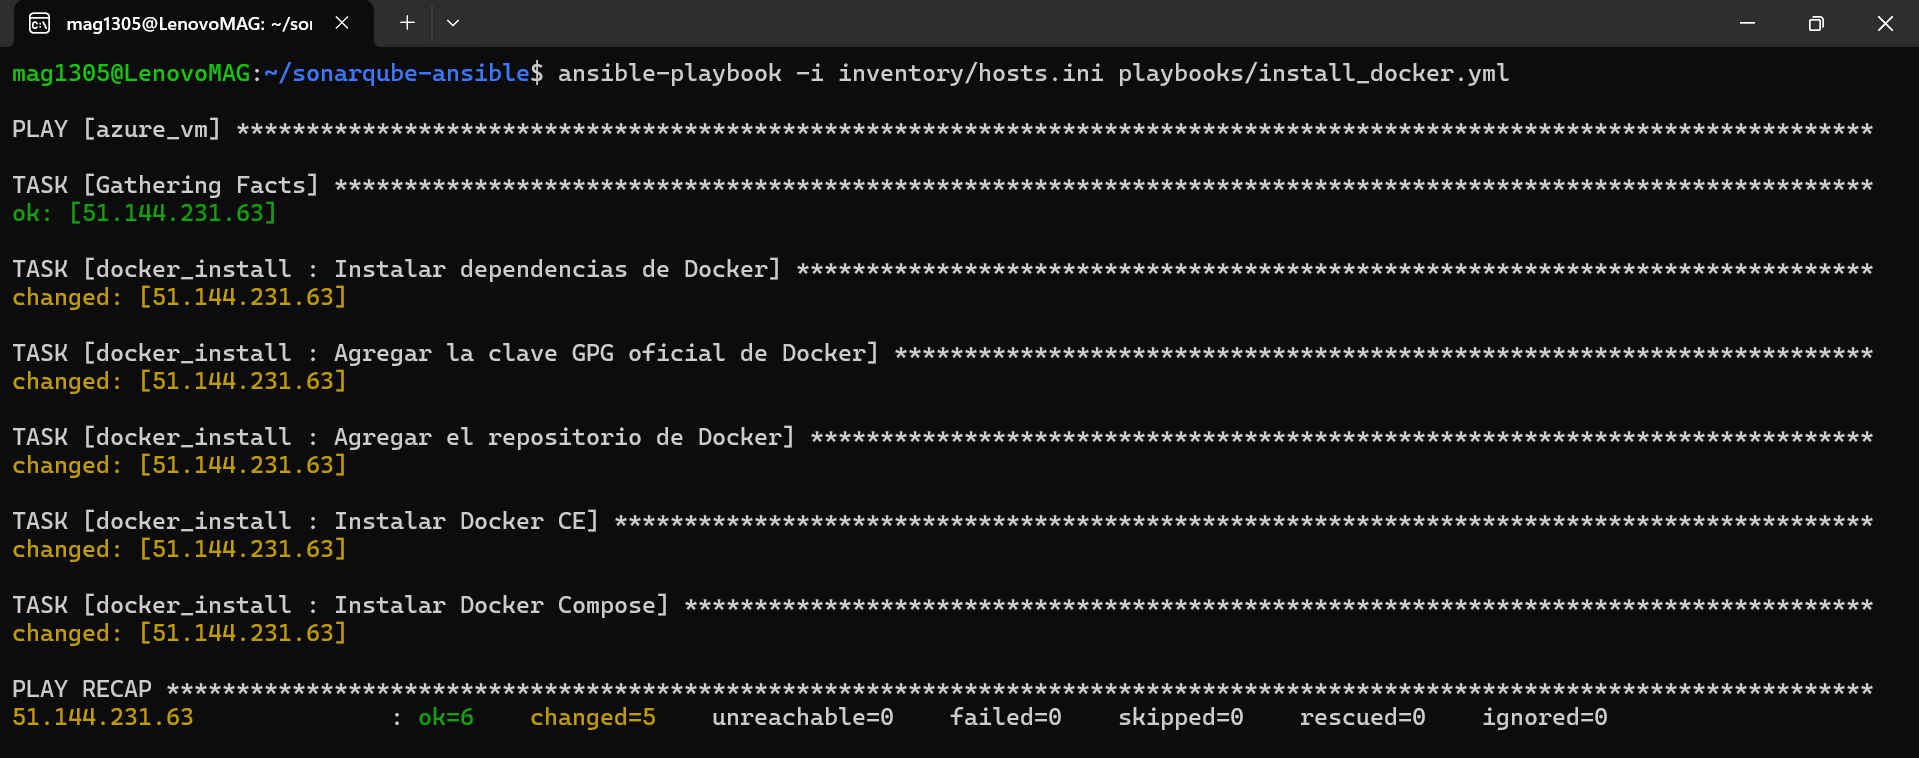 mag1305@LenovoMAG: ~/sor
mag1305@LenovoMAG:~/sonarqube-ansible$ ansible-playbook -i inventory/hosts.ini playbooks/install_docker.yml
PLAY [azure_vm] *********************************************************************************************************************
TASK [Gathering Facts] **************************************************************************************************************
ok: [51.144.231.63]
TASK [docker_install : Instalar dependencias de Docker] *****************************************************************************
changed: [51.144.231.63]
TASK [docker_install : Agregar la clave GPG oficial de Docker] **********************************************************************
changed: [51.144.231.63]
TASK [docker_install : Agregar el repositorio de Docker] ****************************************************************************
changed: [51.144.231.63]
TASK [docker_install : Instalar Docker CE] ******************************************************************************************
changed: [51.144.231.63]
TASK [docker_install : Instalar Docker Compose] *************************************************************************************
changed: [51.144.231.63]
PLAY RECAP **************************************************************************************************************************
51.144.231.63              : ok=6    changed=5    unreachable=0    failed=0    skipped=0    rescued=0    ignored=0